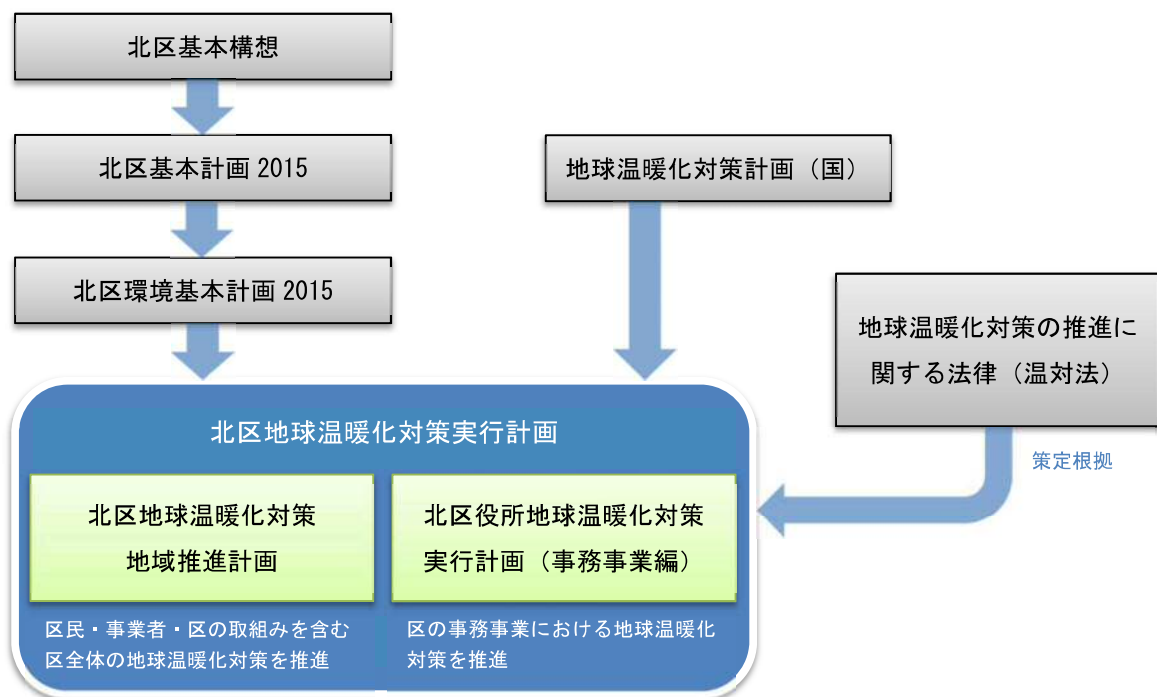 北区基本構想
北区基本計画 2015
地球温暖化対策計画（国）
北区環境基本計画 2015
地球温暖化対策の推進に
関する法律（温対法）
策定根拠
北区地球温暖化対策実行計画
北区地球温暖化対策
地域推進計画
北区役所地球温暖化対策
実行計画（事務事業編）
区民・事業者・区の取組みを含む
区全体の地球温暖化対策を推進
区の事務事業における地球温暖化
対策を推進